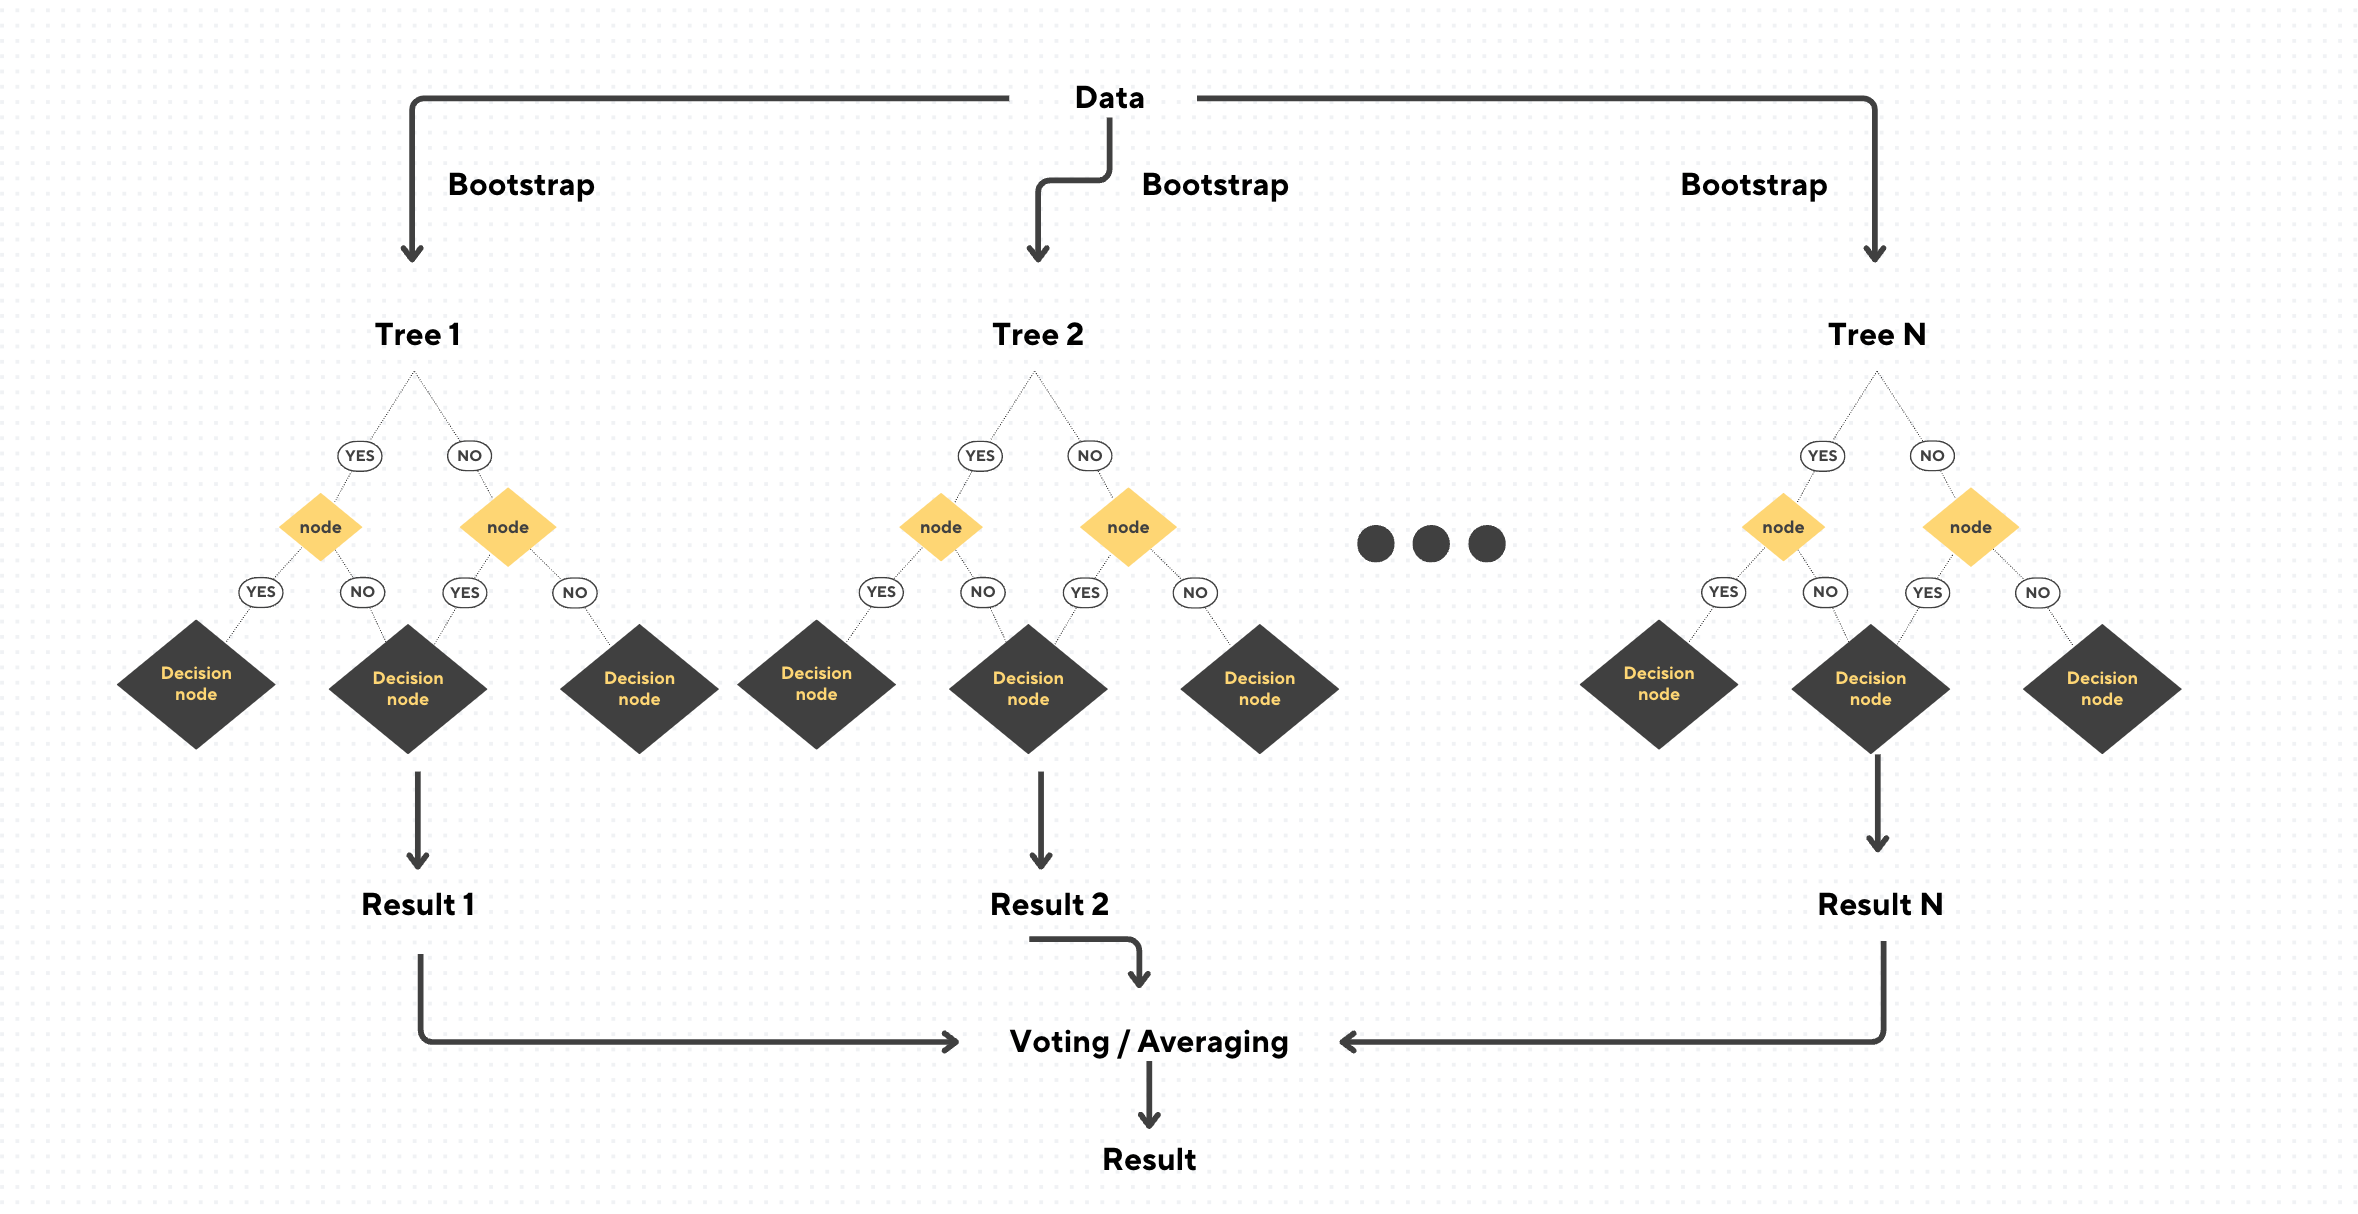 Data
Bootstrap
Bootstrap
Bootstrap
Tree 1
Tree 2
Tree N
YES
NO
YES
NO
YES
NO
node
node
node
node
node
node
YES
NO
YES
NO
YES
NO
YES
NO
YES
NO
YES
NO
Decision
node
Decision
node
Decision
node
Decision
node
Decision
node
Decision
node
Decision
node
Decision
node
Decision
node
Result 1
Result 2
Result N
Voting / Averaging
Result